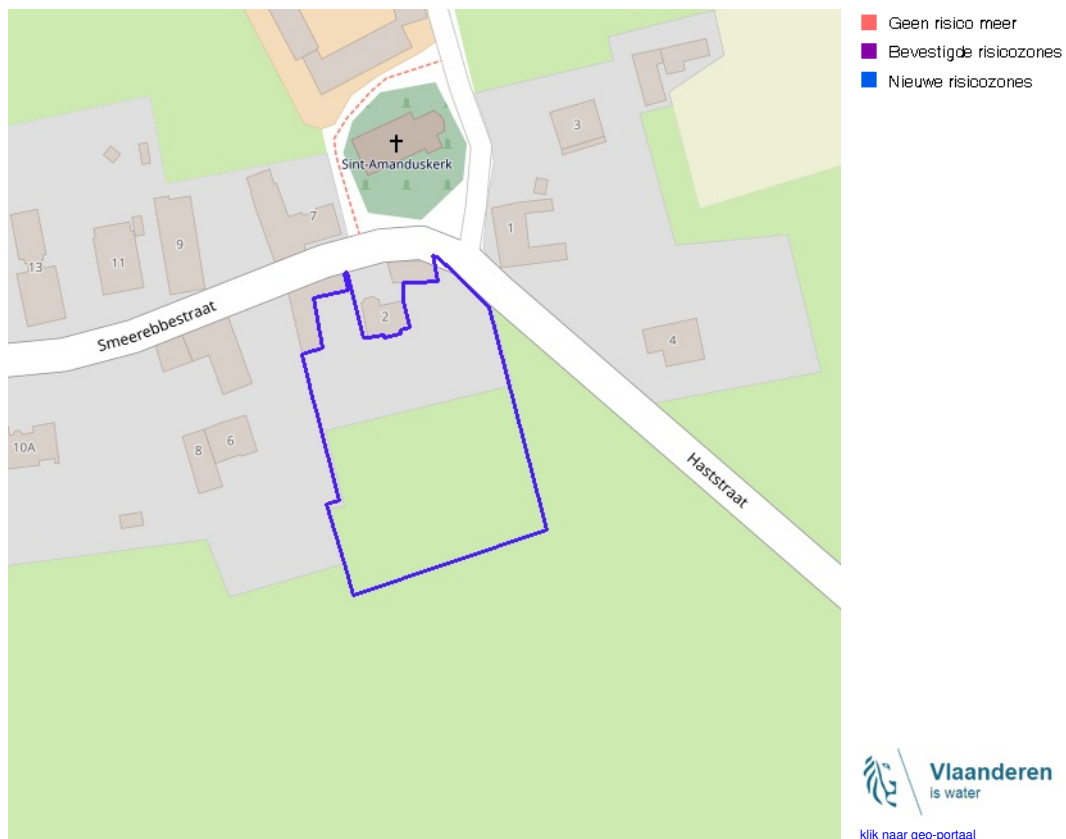 Geen risico meer
Bevestigde risicozones
Nieuwe risicozones
3
Sint-Amanduskerk
7
1
9
11
13
2
Smeerebbestraat
4
10A
8
6
Haststraat
Vlaanderen
is water
klik naar geo-portaal